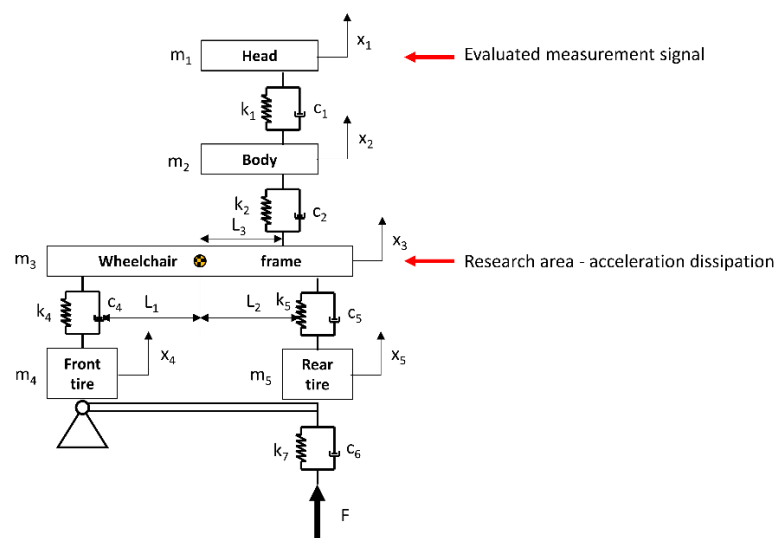 x1
m1
Head
Evaluated measurement signal
k1
c1
x2
m2
Body
k2
c2
L3
x3
m3
Wheelchair
frame
Research area - acceleration dissipation
k4
c4
L1
L2
k5
c5
x4
x5
m4
Front
tire
m5
Rear
tire
k7
c6
F